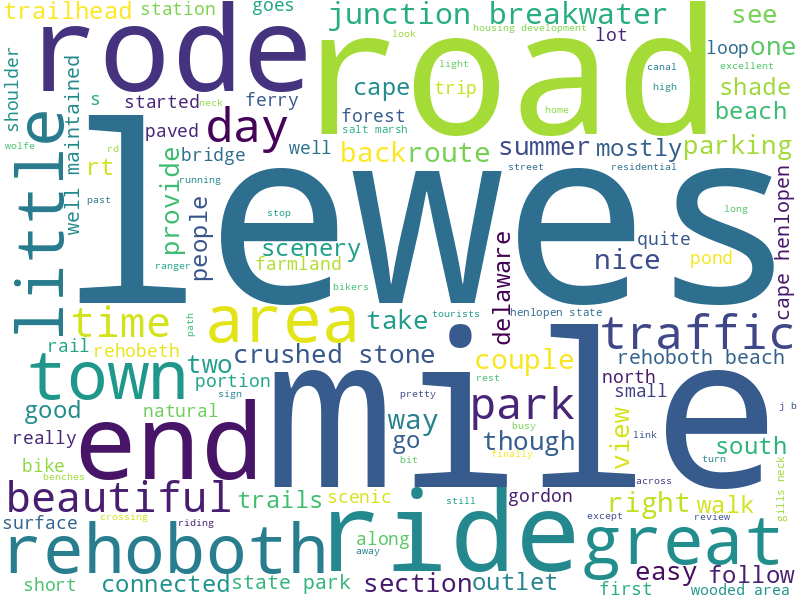 trailhead
station
goes
junction breakwater
see
look
housing development
lot
rode
road
loop
one
light
canal
excellent
cape
trip
high
shade
shoulder
s
started
neck
ferry
home
beach
little
well maintained
paved
day
forest
salt marsh
wolfe
rd
bridge
well
back
route
summer
mostly
parking
rt
provide
running
street
residential
past
people
lewes
long
cape henlopen
stop
scenery
delaware
quite
nice
pond
ranger
farmland
bikers
time
path
area
take
tourists
henlopen state
traffic
rail
rehobeth
crushed stone
couple
rehoboth beach
town
two
portion
sign
pretty
rest
mile
north
small
j b
good
natural
end
way
park
go
busy
though
view
link
across
south
really
bike
benches
bit
finally
turn
gills neck
beautiful
trails
scenic
still
gordon
right
walk
surface
crossing
riding
along
away
ride
except
review
great
rehoboth
short
connected
state park
section
outlet
first
easy
follow
wooded area